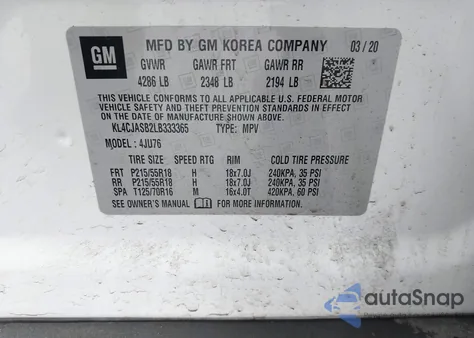 GM
MFD BY GM KOREA COMPANY 03/20
GVWR GAWR FRT GAWR RR
4286 LB 2348 LB 2194 LB
THIS VEHICLE CONFORMS TO ALL APPLICABLE U.S. FEDERAL MOTOR
VEHICLE SAFETY AND THEFT PREVENTION STANDARDS IN EFFECT ON
THE DATE OF MANUFACTURE SHOWN ABOVE.
KL4CJASB2LB333365 TYPE: MPV
MODEL: 4JU76
TIRE SIZE SPEED RTG RIM COLD TIRE PRESSURE
FRT P215/55R18 H 18x7.0J 240KPA, 35 PSI
RR P215/55R18 H 18x7.0J 240KPA, 35 PSI
SPA T125/70R16 M 16x4.0T 420KPA, 60 PSI
SEE OWNER'S MANUAL FOR MORE INFORMATION
autoSnap